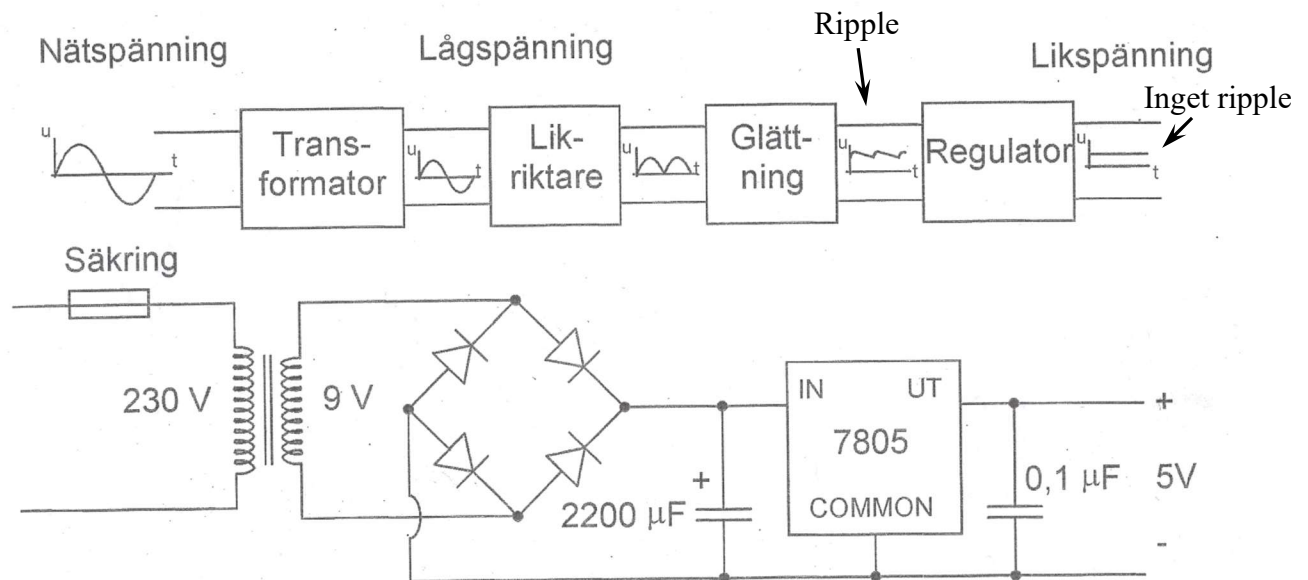 Ripple
Nätspänning
Lågspänning
Likspänning
Inget ripple
u
t
Trans-
formator
u
t
Lik-
riktare
u
t
Glätt-
ning
u
t
Regulator
u
t
Säkring
230 V
9 V
IN
UT
7805
COMMON
+
2200 µF
0,1 µF
+
5V
-